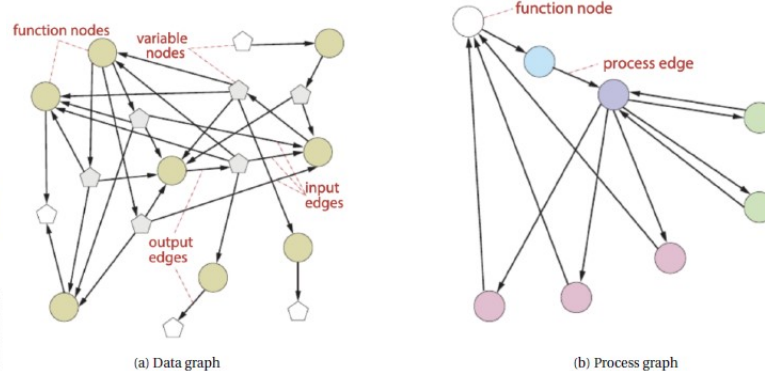 function nodes
variable
nodes
input
edges
output
edges
(a) Data graph
function node
process edge
(b) Process graph